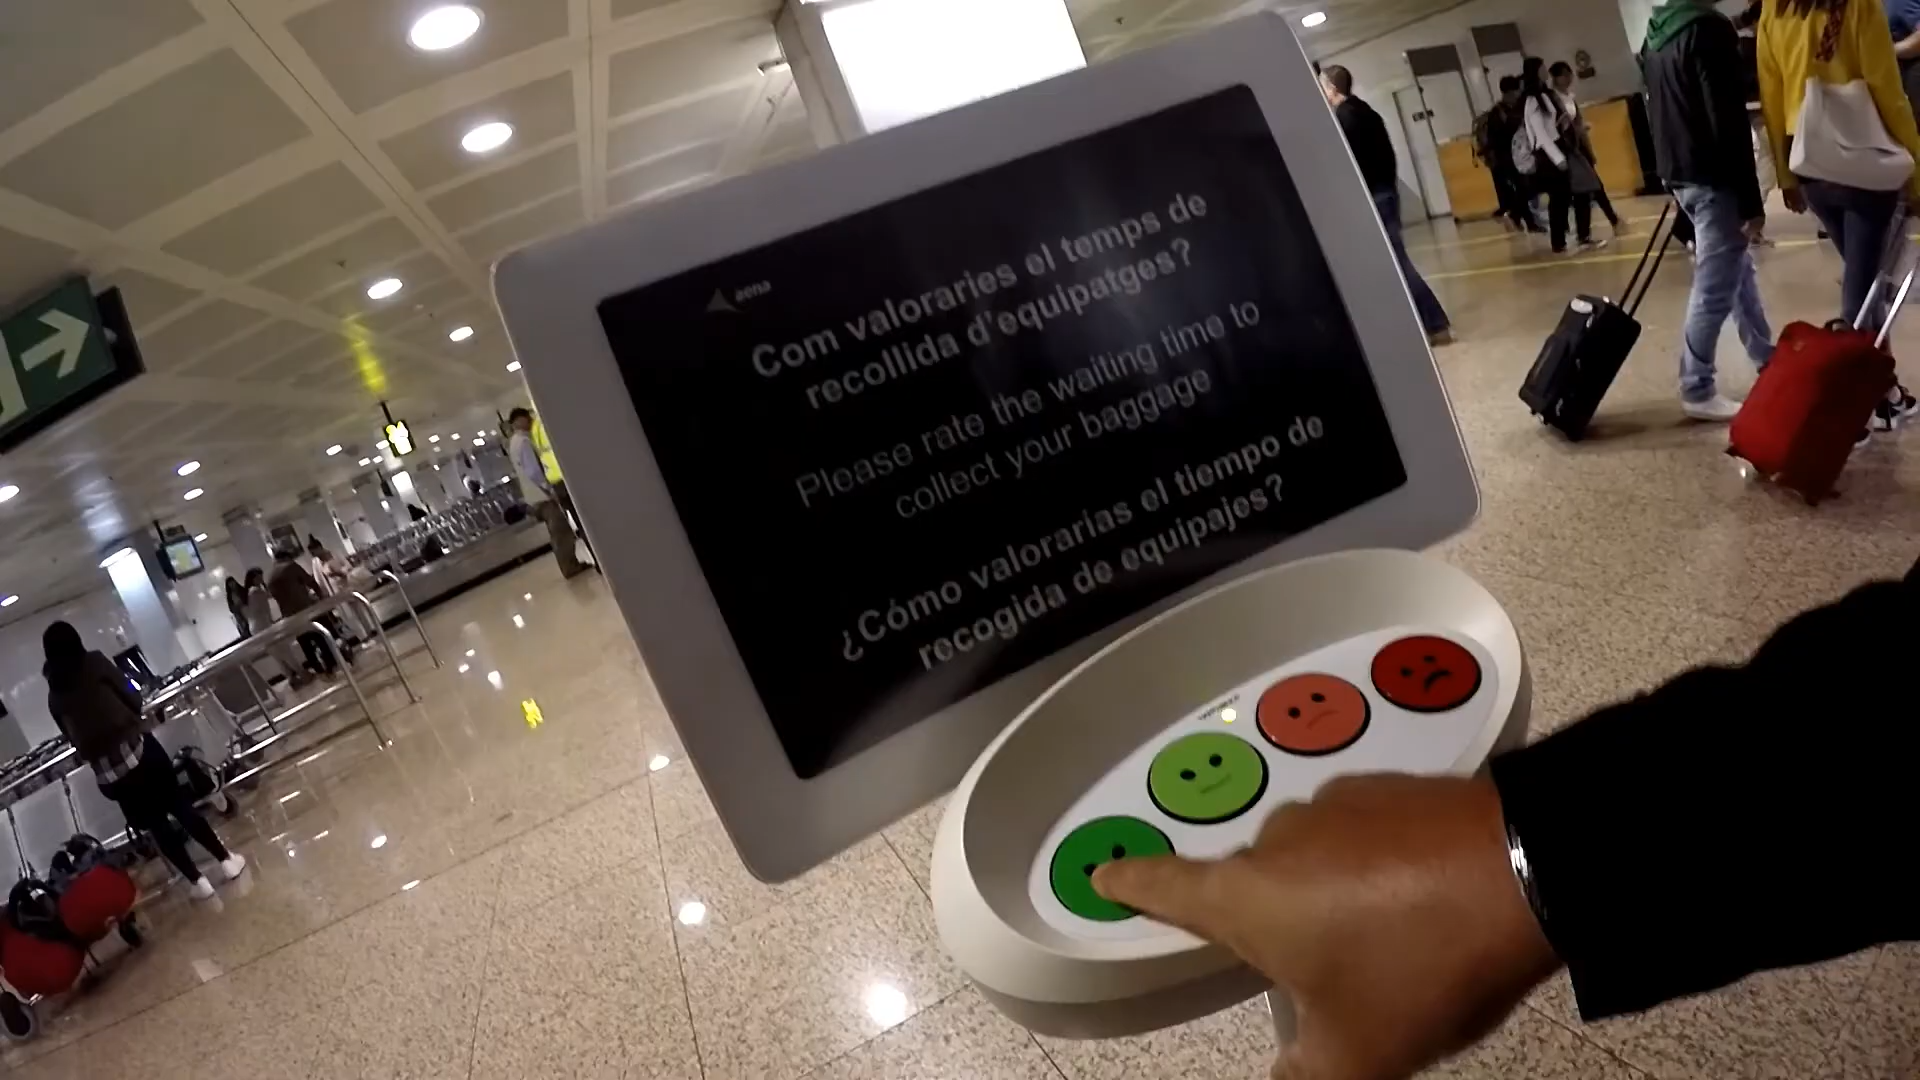 aena
Com valoraries el temps de
recollida d'equipatges?
Please rate the waiting time to
collect your baggage
¿Cómo valorarías el tiempo de
recogida de equipajes?